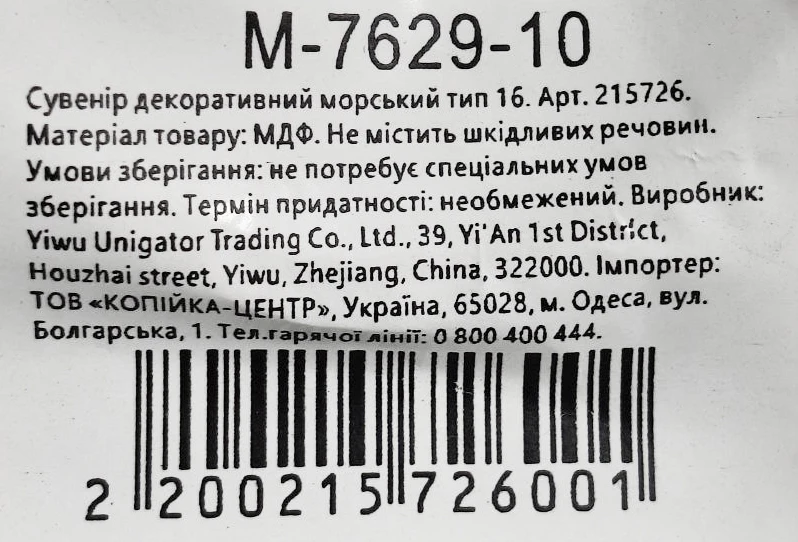 М-7629-10
Сувенір декоративний морський тип 16. Арт. 215726.
Матеріал товару: МДФ. Не містить шкідливих речовин.
Умови зберігання: не потребує спеціальних умов
зберігання. Термін придатності: необмежений. Виробник:
Yiwu Unigator Trading Co., Ltd., 39, Yi'An 1st District,
Houzhai street, Yiwu, Zhejiang, China, 322000. Імпортер:
ТОВ «КОПІЙКА-ЦЕНТР», Україна, 65028, м. Одеса, вул.
Болгарська, 1. Тел.гарячої лінії: 0 800 400 444.
2 200215 726001